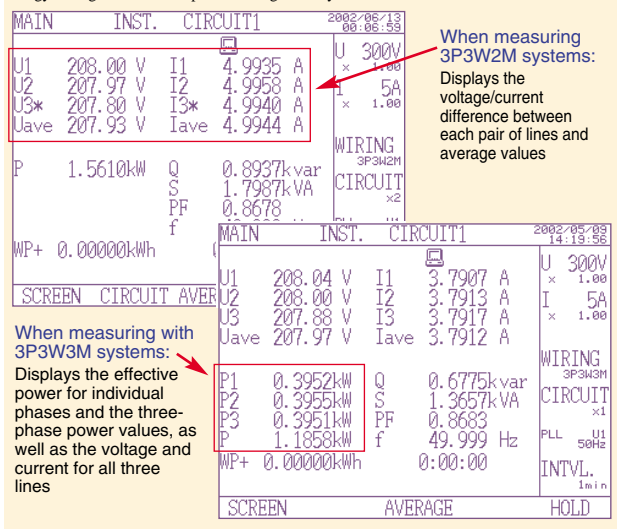 MAIN INST. CIRCUIT1 2002/06/13
00:06:59
U1 208.00 V I1 4.9935 A
U2 207.97 V I2 4.9958 A
U3* 207.80 V I3* 4.9940 A
Uave 207.93 V Iave 4.9944 A
P 1.5610kW Q 0.8937kvar
S 1.7987kVA
PF 0.8678
f
WP+ 0.00000kWh
SCREEN CIRCUIT AVER
U 300V
× 1.00
I 5A
× 1.00
WIRING
3P3W2M
CIRCUIT
×2
When measuring
3P3W2M systems:
Displays the
voltage/current
difference between
each pair of lines and
average values
MAIN INST. CIRCUIT1 2002/05/09
14:19:56
U1 208.04 V I1 3.7907 A
U2 208.00 V I2 3.7913 A
U3 207.88 V I3 3.7917 A
Uave 207.97 V Iave 3.7912 A
P1 0.3952kW Q 0.6775kvar
P2 0.3955kW S 1.3657kVA
P3 0.3951kW PF 0.8683
P 1.1858kW f 49.999 Hz
WP+ 0.00000kWh 0:00:00
SCREEN AVERAGE HOLD
U 300V
× 1.00
I 5A
× 1.00
WIRING
3P3W3M
CIRCUIT
×1
PLL U1
50Hz
INTVL.
1min
When measuring with
3P3W3M systems:
Displays the effective
power for individual
phases and the three-
phase power values, as
well as the voltage and
current for all three
lines